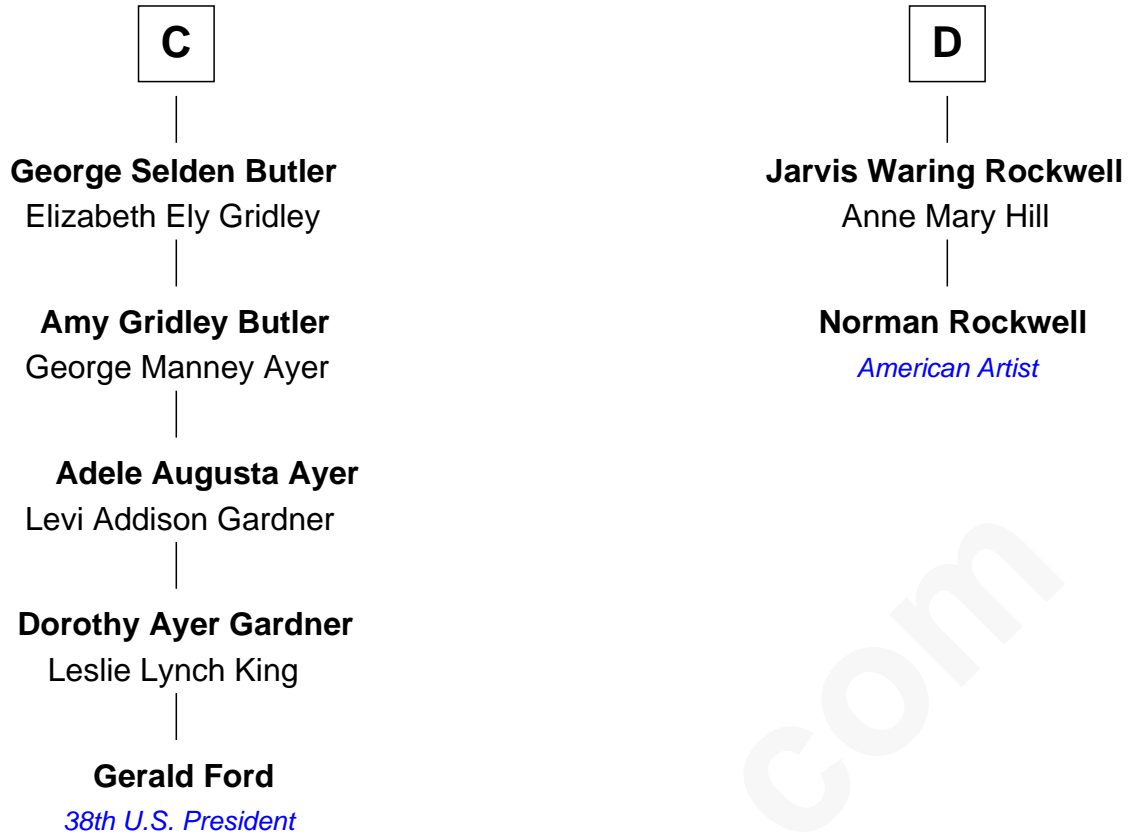 C
George Selden Butler
Elizabeth Ely Gridley
Amy Gridley Butler
George Manney Ayer
Adele Augusta Ayer
Levi Addison Gardner
Dorothy Ayer Gardner
Leslie Lynch King
Gerald Ford
38th U.S. President
D
Jarvis Waring Rockwell
Anne Mary Hill
Norman Rockwell
American Artist
com